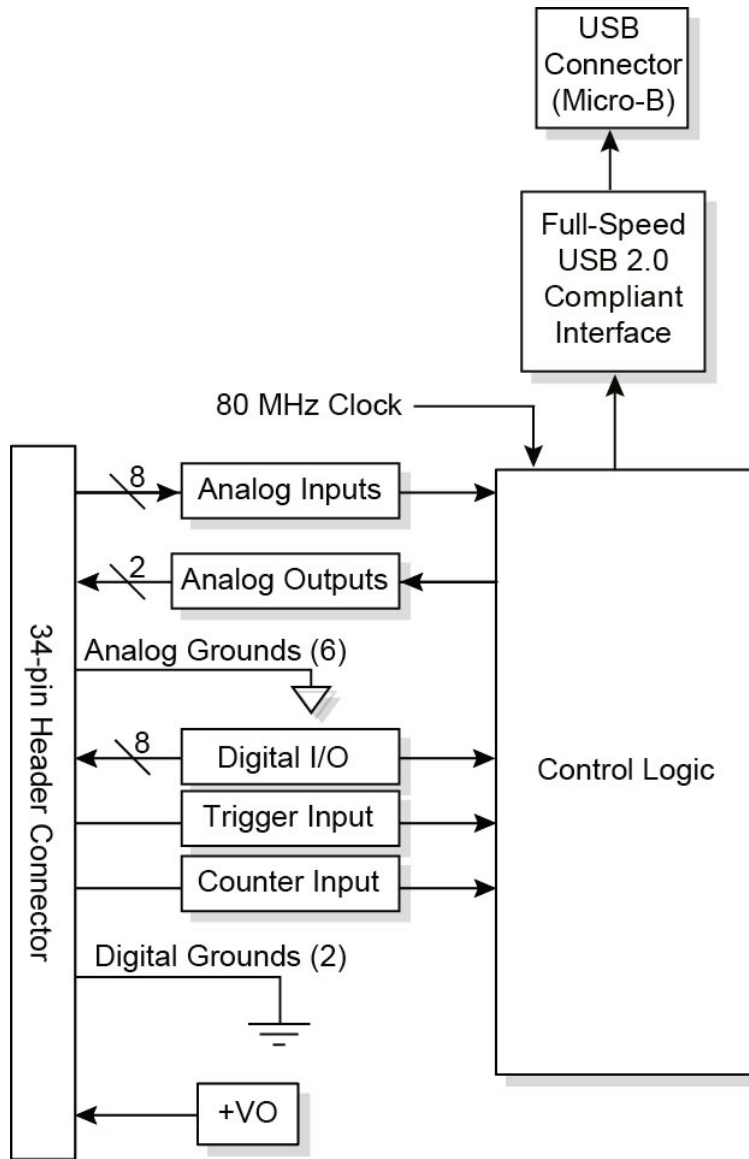 USB
Connector
(Micro-B)
Full-Speed
USB 2.0
Compliant
Interface
80 MHz Clock
8
Analog Inputs
2
Analog Outputs
Analog Grounds (6)
8
Digital I/O
Trigger Input
Counter Input
Digital Grounds (2)
+VO
34-pin Header Connector
Control Logic